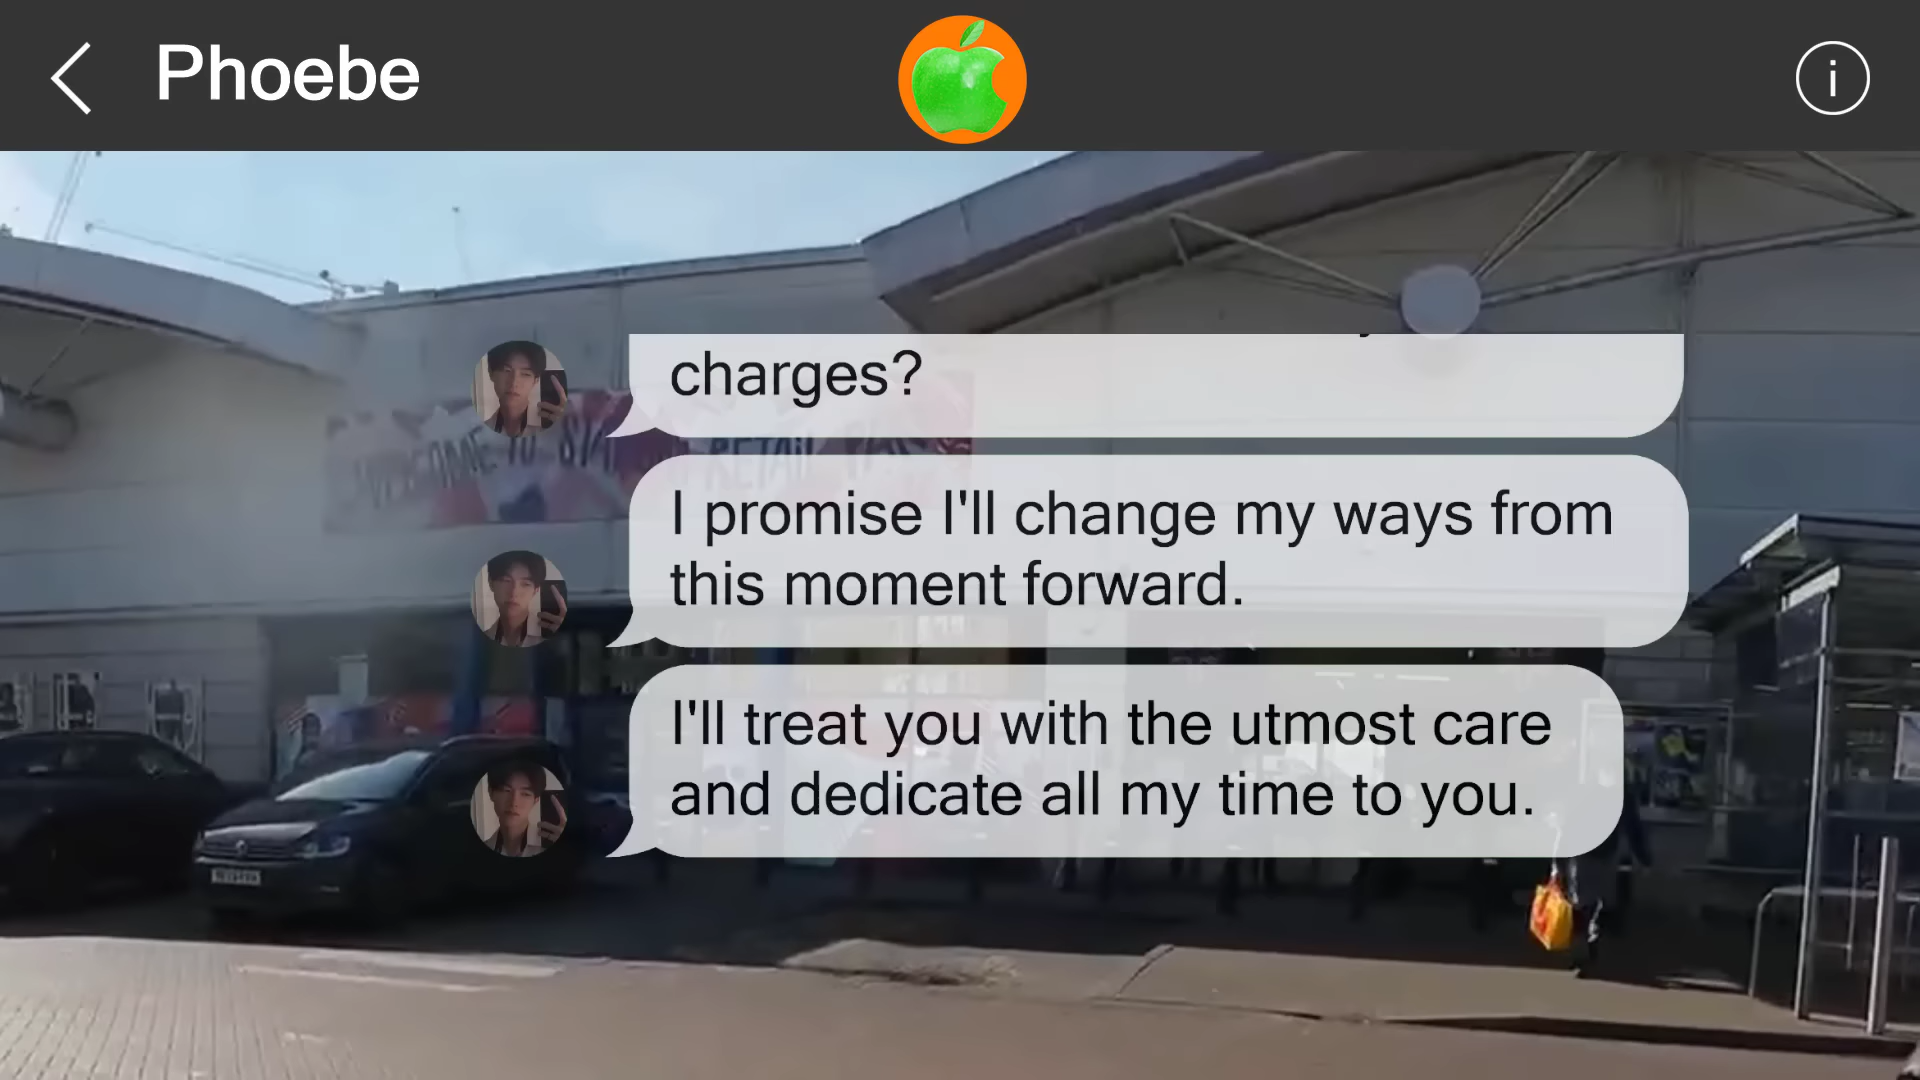 Phoebe
i
charges?
I promise I'll change my ways from
this moment forward.
I'll treat you with the utmost care
and dedicate all my time to you.
RETAIL